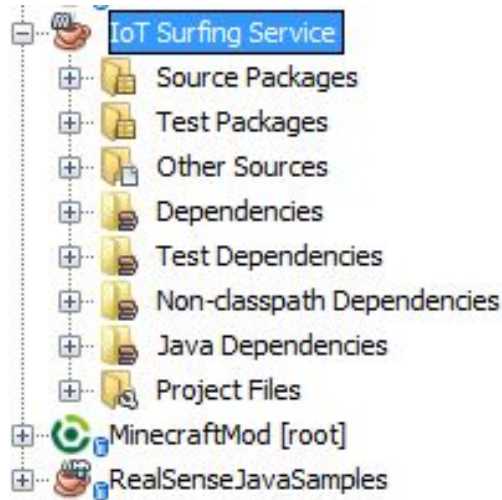 IoT Surfing Service
Source Packages
Test Packages
Other Sources
Dependencies
Test Dependencies
Non-classpath Dependencies
Java Dependencies
Project Files
MinecraftMod [root]
RealSenseJavaSamples